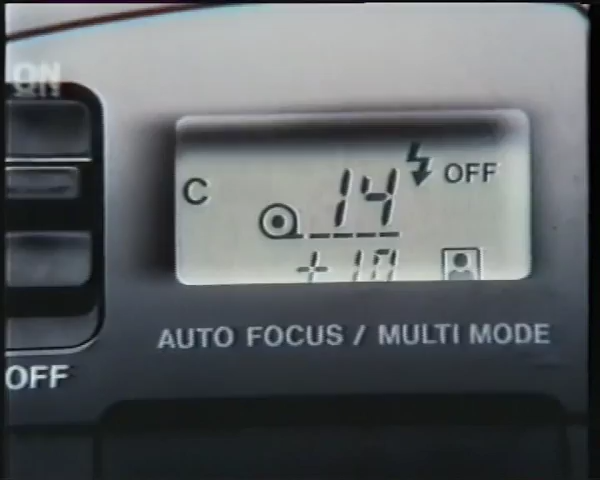 ON
C 14 OFF
+10
AUTO FOCUS / MULTI MODE
OFF